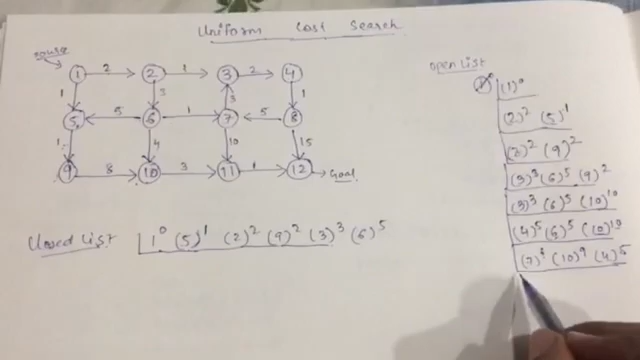 Uniform Cost Search
source
1 2 2 1 3 2 4
1 3 3 1
5 5 6 1 7 5 8
1 4 10 15
9 8 10 3 11 1 12 Goal
Open List
1⁰ (1)⁰
(2)² (5)¹
(2)² (9)²
(3)³ (6)⁵ (9)²
(3)³ (6)⁵ (10)¹⁰
(4)⁵ (6)⁵ (10)¹⁰
(7)⁶ (10)⁹ (4)⁵
Closed List 1⁰ (5)¹ (2)² (9)² (3)³ (6)⁵